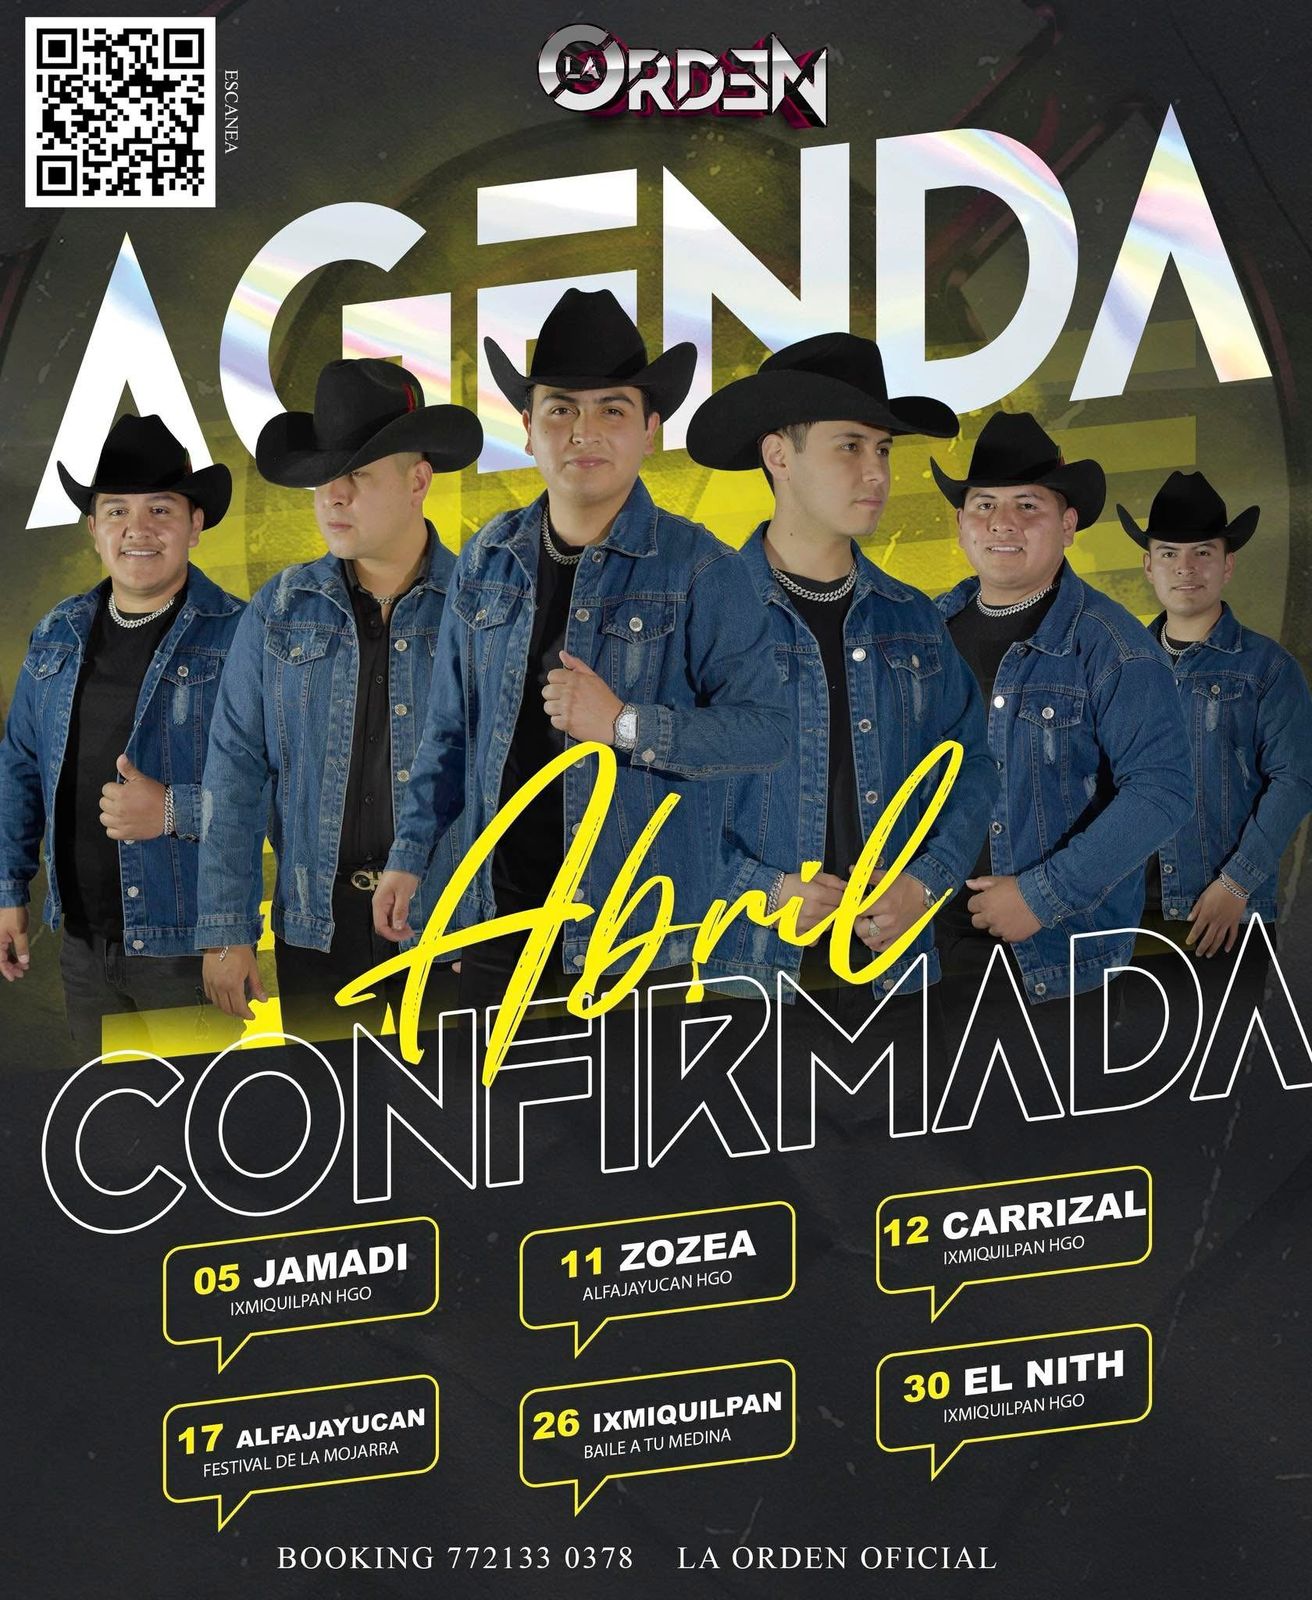 ESCANEA
LA ORDEN
AGENDA
Abril
CONFIRMADA
05 JAMADI
IXMIQUILPAN HGO
11 ZOZEA
ALFAJAYUCAN HGO
12 CARRIZAL
IXMIQUILPAN HGO
17 ALFAJAYUCAN
FESTIVAL DE LA MOJARRA
26 IXMIQUILPAN
BAILE A TU MEDINA
30 EL NITH
IXMIQUILPAN HGO
BOOKING 772133 0378 LA ORDEN OFICIAL